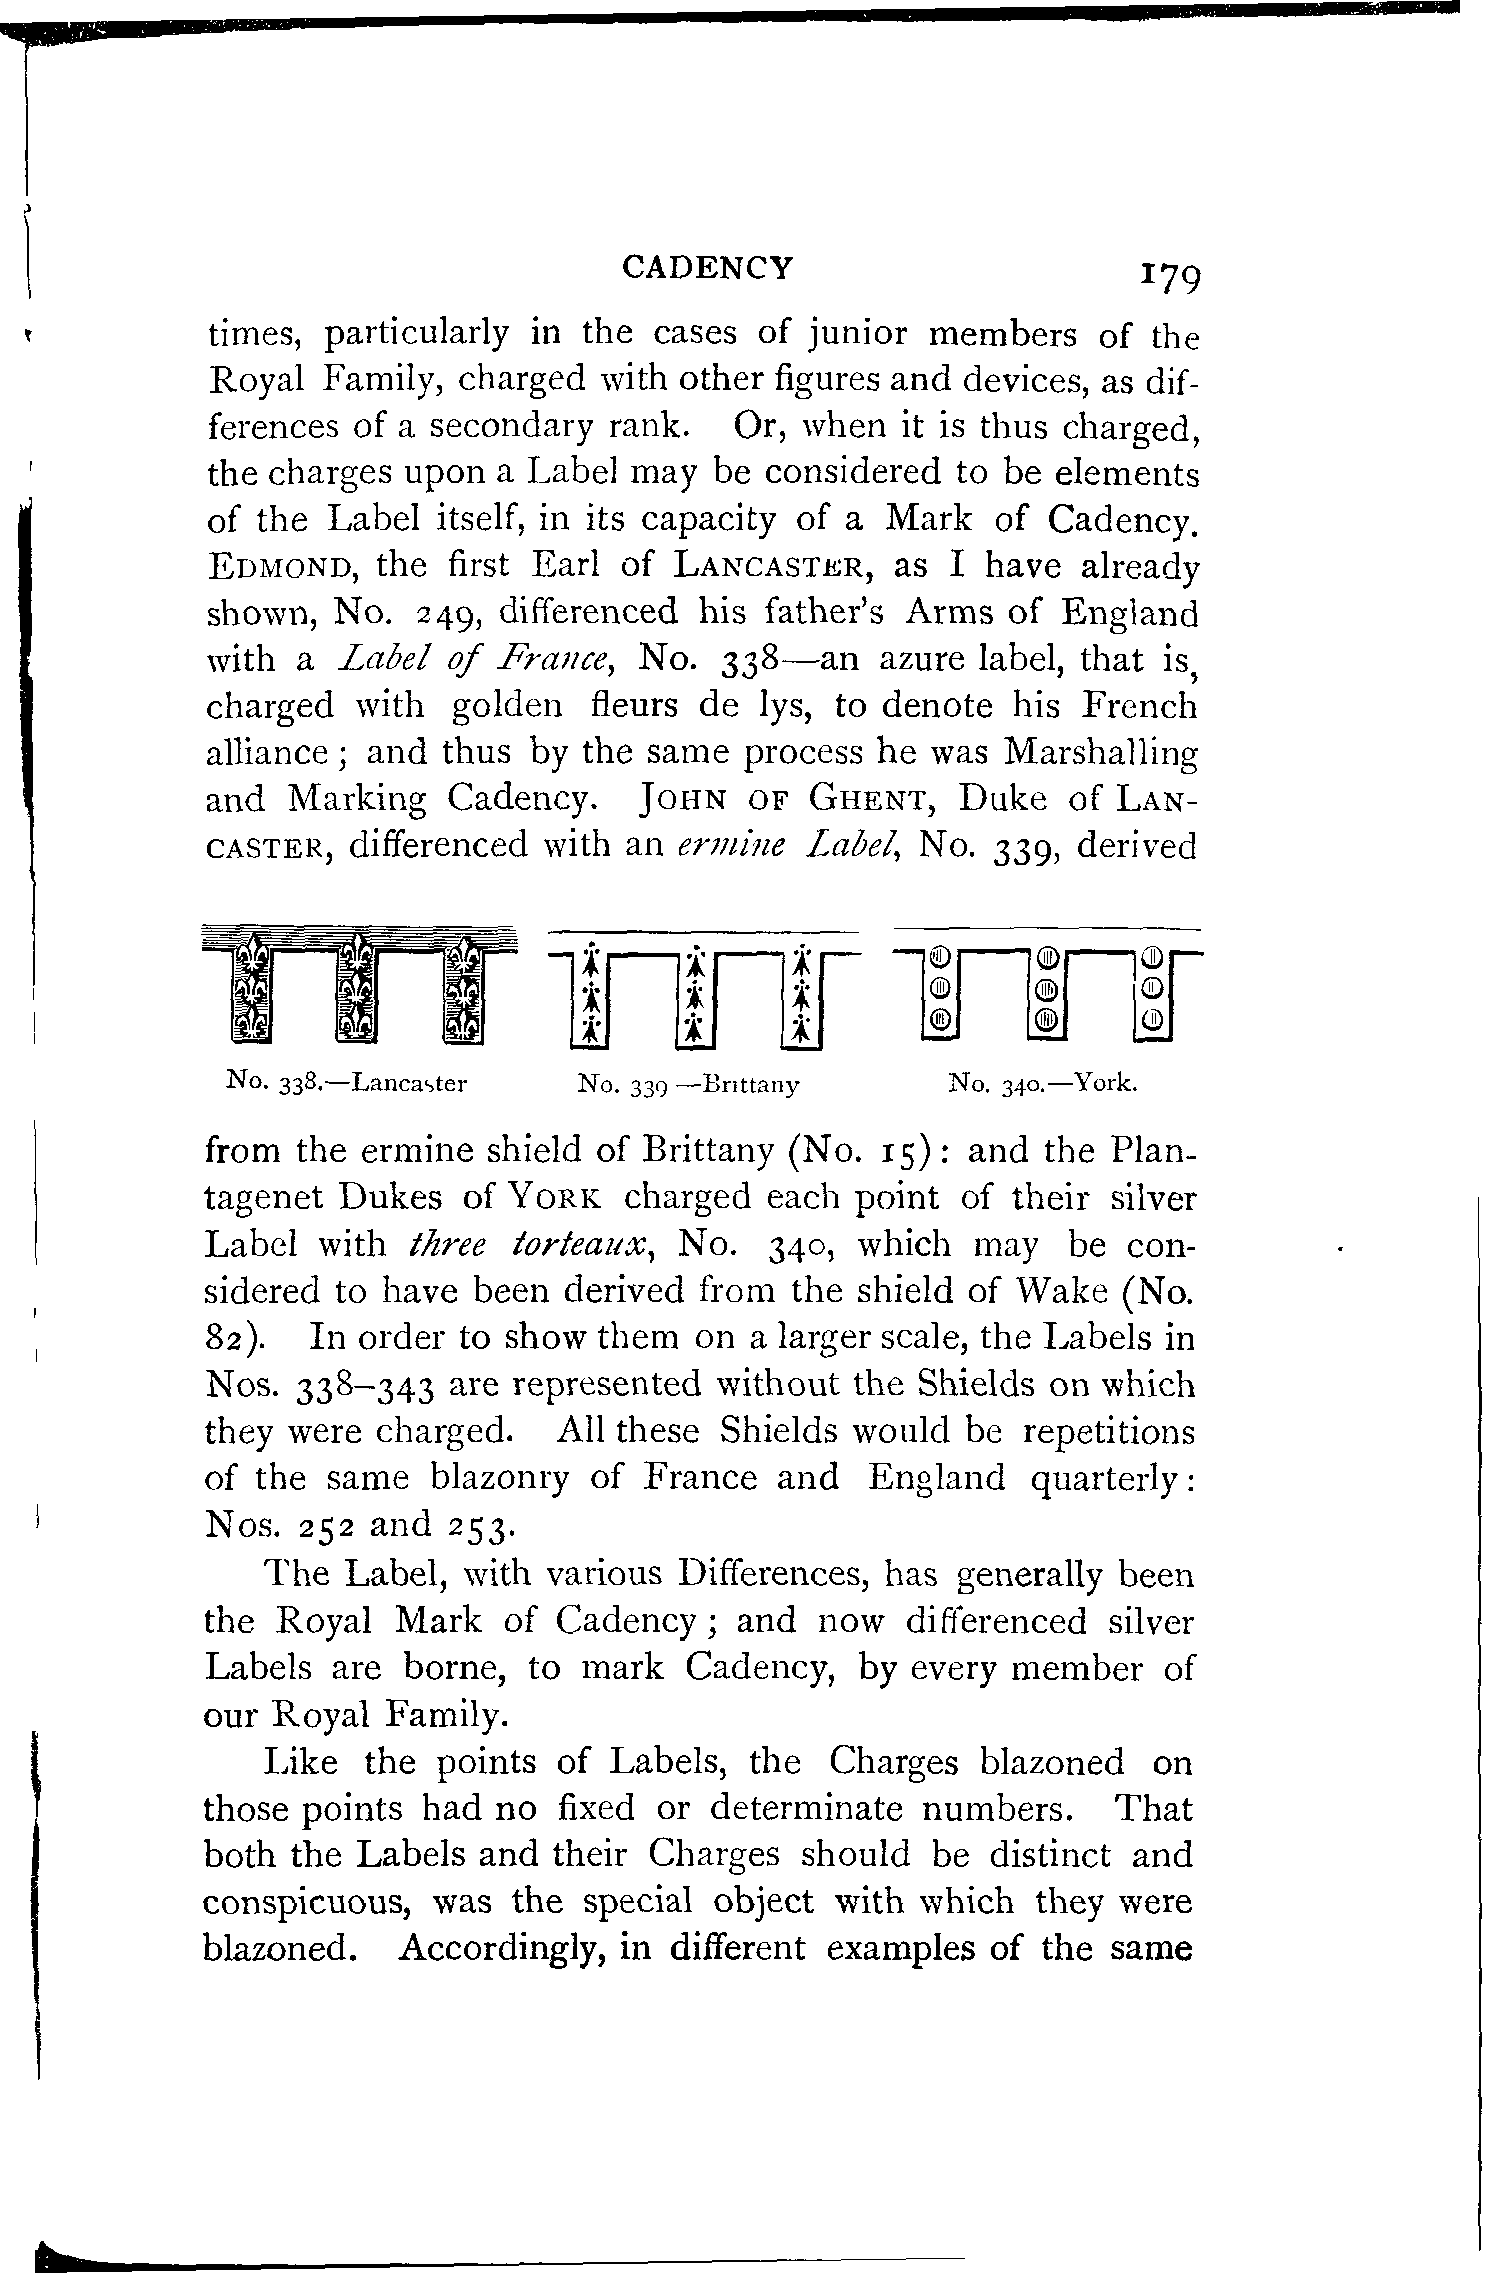 CADENCY 179
times, particularly in the cases of junior members of the
Royal Family, charged with other figures and devices, as dif-
ferences of a secondary rank. Or, when it is thus charged,
the charges upon a Label may be considered to be elements
of the Label itself, in its capacity of a Mark of Cadency.
EDMOND, the first Earl of LANCASTER, as I have already
shown, No. 249, differenced his father's Arms of England
with a Label of France, No. 338—an azure label, that is,
charged with golden fleurs de lys, to denote his French
alliance ; and thus by the same process he was Marshalling
and Marking Cadency. JOHN OF GHENT, Duke of LAN-
CASTER, differenced with an ermine Label, No. 339, derived
No. 338.—Lancaster No. 339 —Brittany No. 340.—York.
from the ermine shield of Brittany (No. 15): and the Plan-
tagenet Dukes of YORK charged each point of their silver
Label with three torteaux, No. 340, which may be con-
sidered to have been derived from the shield of Wake (No.
82). In order to show them on a larger scale, the Labels in
Nos. 338–343 are represented without the Shields on which
they were charged. All these Shields would be repetitions
of the same blazonry of France and England quarterly:
Nos. 252 and 253.
The Label, with various Differences, has generally been
the Royal Mark of Cadency ; and now differenced silver
Labels are borne, to mark Cadency, by every member of
our Royal Family.
Like the points of Labels, the Charges blazoned on
those points had no fixed or determinate numbers. That
both the Labels and their Charges should be distinct and
conspicuous, was the special object with which they were
blazoned. Accordingly, in different examples of the same